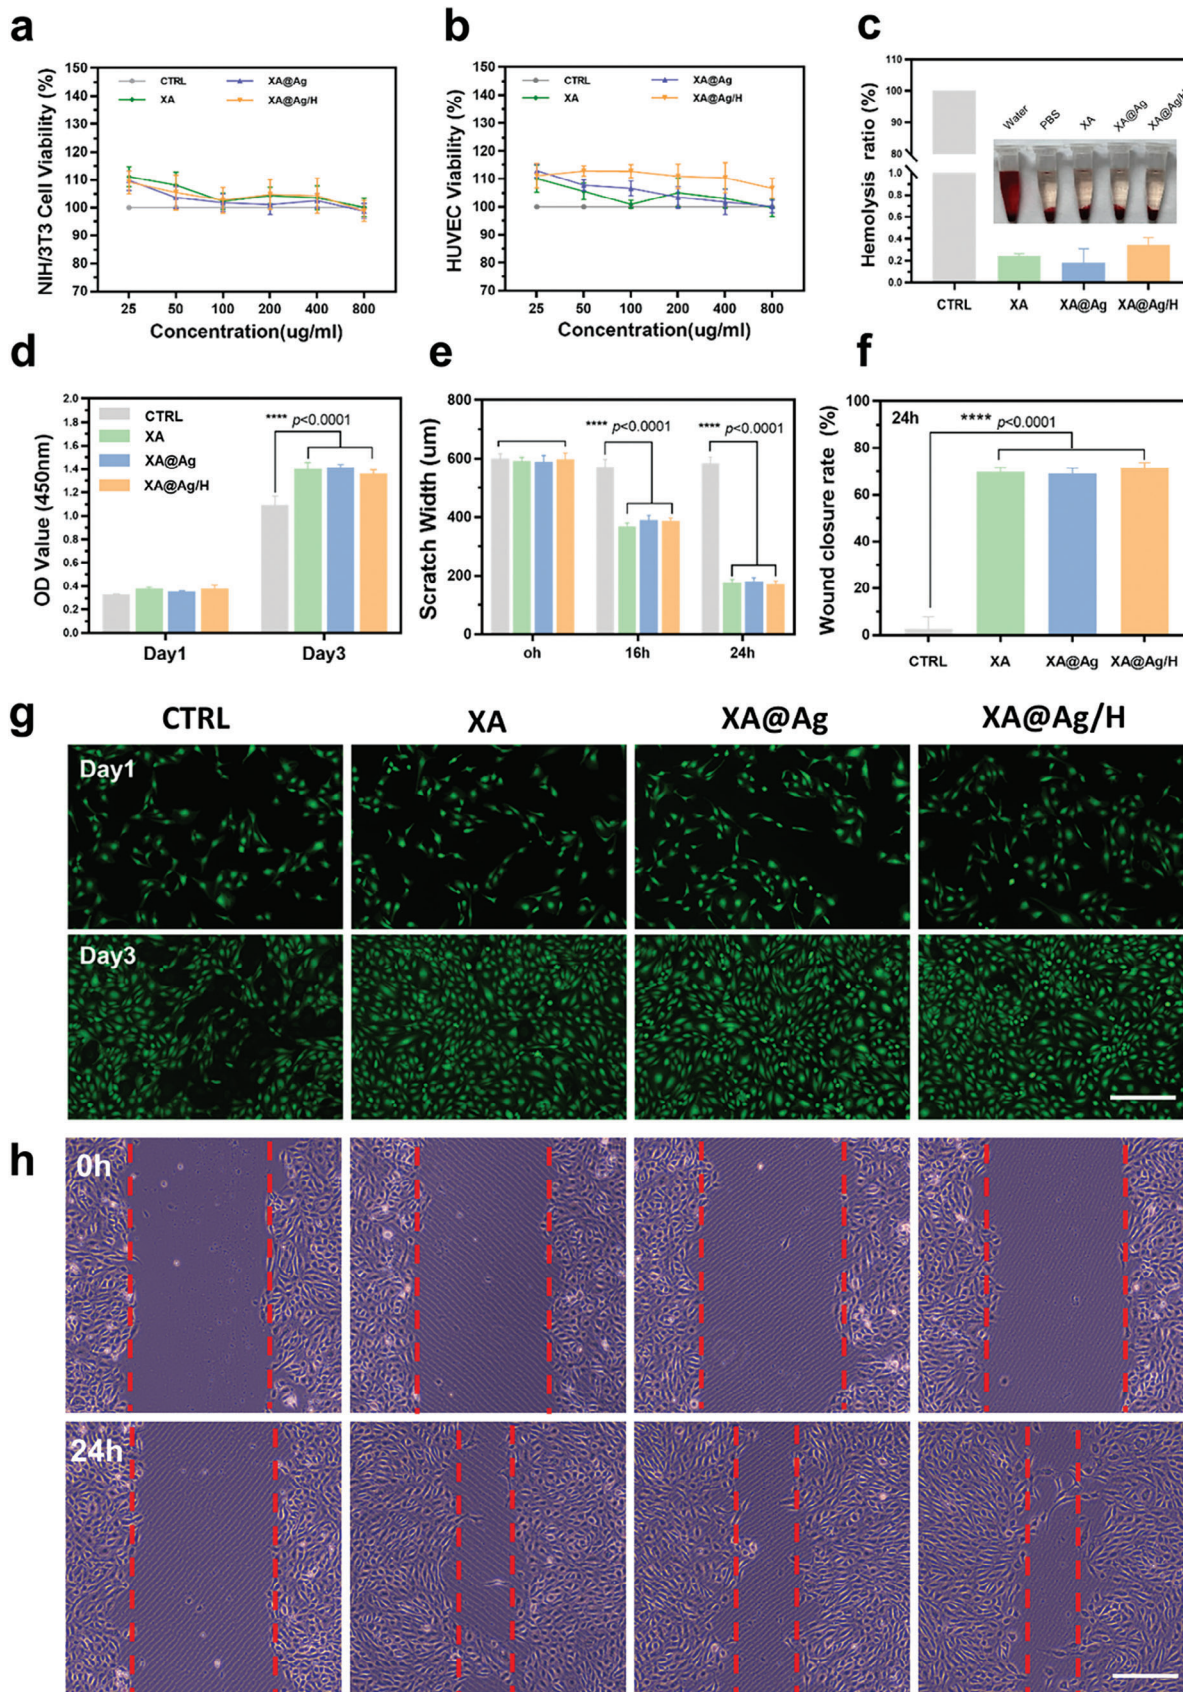 a
NIH/3T3 Cell Viability (%)
150
140
130
120
110
100
90
80
70
CTRL
XA
XA@Ag
XA@Ag/H
25 50 100 200 400 800
Concentration(ug/ml)
b
HUVEC Viability (%)
150
140
130
120
110
100
90
80
70
CTRL
XA
XA@Ag
XA@Ag/H
25 50 100 200 400 800
Concentration(ug/ml)
c
Hemolysis ratio (%)
110
100
90
80
1.0
0.8
0.6
0.4
0.2
0.0
Water PBS XA XA@Ag XA@Ag/H
CTRL XA XA@Ag XA@Ag/H
d
OD Value (450nm)
2.0
1.8
1.6
1.4
1.2
1.0
0.8
0.6
0.4
0.2
0.0
CTRL
XA
XA@Ag
XA@Ag/H
**** p<0.0001
Day1 Day3
e
Scratch Width (um)
800
600
400
200
0
**** p<0.0001
**** p<0.0001
oh 16h 24h
f
Wound closure rate (%)
100
80
60
40
20
0
24h
**** p<0.0001
CTRL XA XA@Ag XA@Ag/H
g
CTRL XA XA@Ag XA@Ag/H
Day1
Day3
h
0h
24h